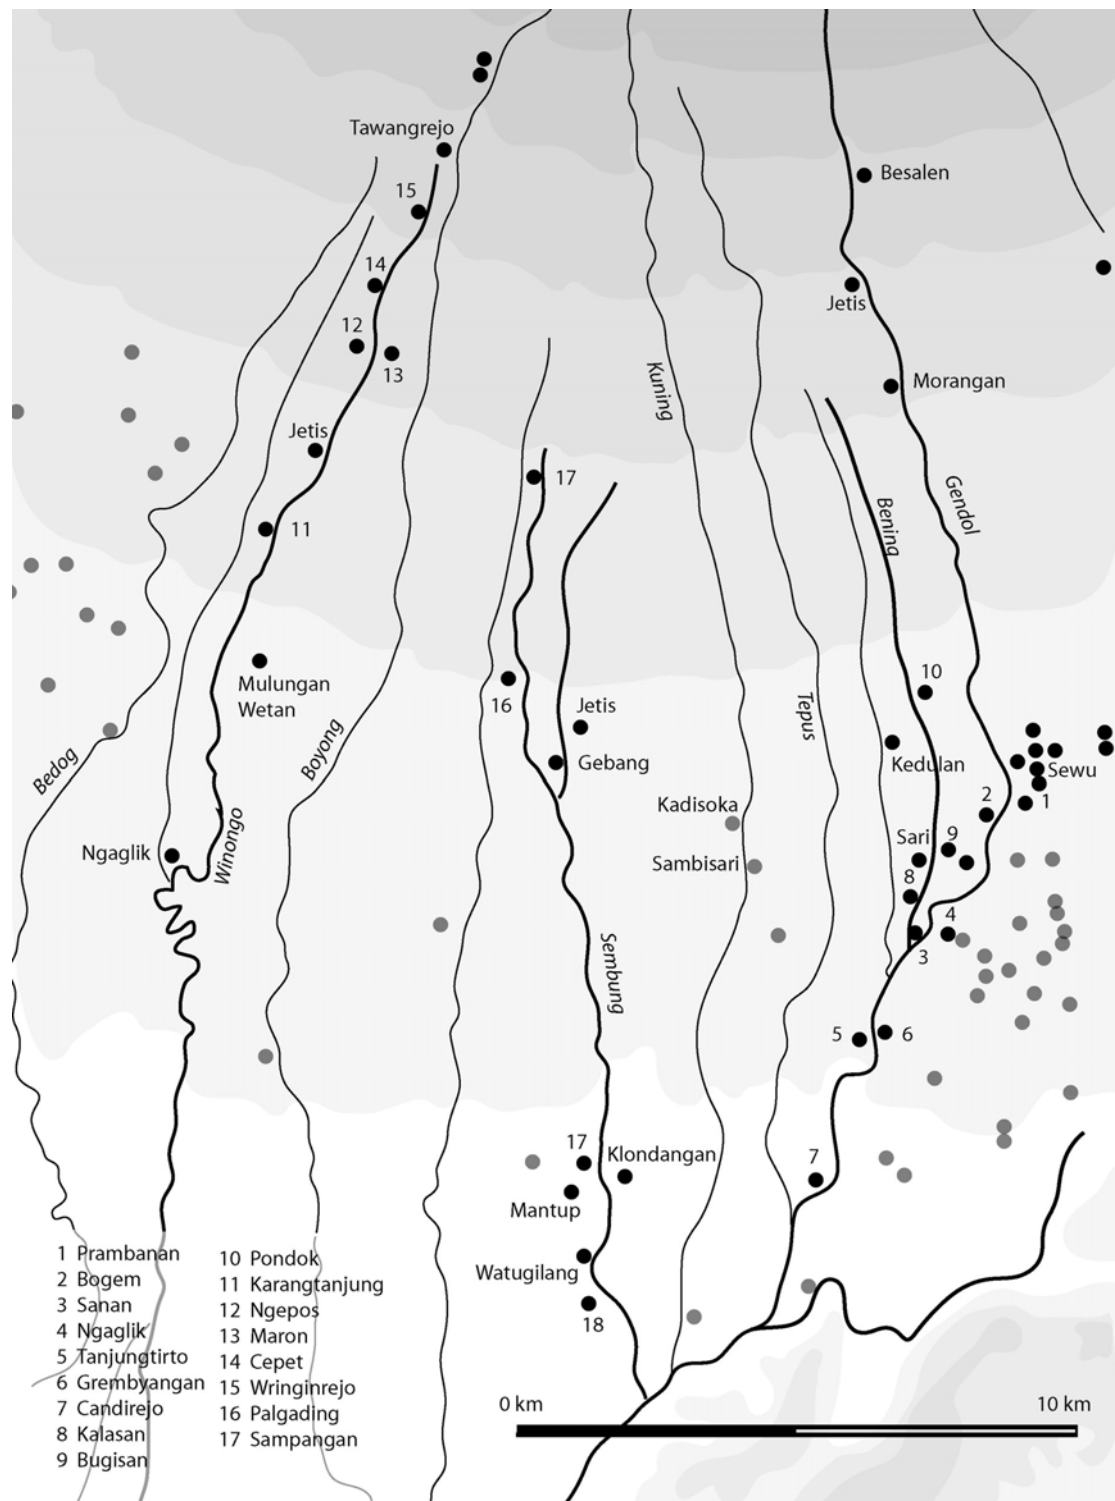 Tawangrejo
15
Besalen
14
Jetis
12
13
Kuning
Morangan
Jetis
17
Gendol
Bening
11
10
Mulungan
Wetan
16
Jetis
Tepus
Boyong
Kedulan
Bedog
Gebang
Sewu
Kadisoka
2
1
Winongo
Sari
9
Ngaglik
Sambisari
8
4
3
Sembung
5
6
17
Klondangan
7
Mantup
Watugilang
18
1 Prambanan
2 Bogem
3 Sanan
4 Ngaglik
5 Tanjungtirto
6 Grembyangan
7 Candirejo
8 Kalasan
9 Bugisan
10 Pondok
11 Karangtanjung
12 Ngepos
13 Maron
14 Cepet
15 Wringinrejo
16 Palgading
17 Sampangan
0 km
10 km